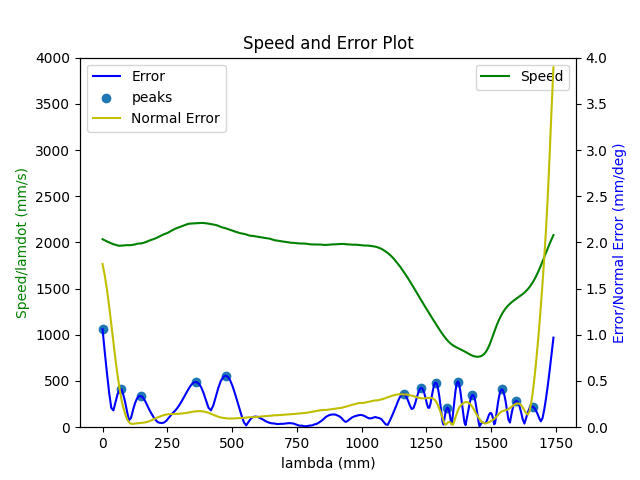 Speed and Error Plot
Error
peaks
Normal Error
Speed
4000
3500
3000
2500
2000
1500
1000
500
0
Speed/lamdot (mm/s)
4.0
3.5
3.0
2.5
2.0
1.5
1.0
0.5
0.0
Error/Normal Error (mm/deg)
0 250 500 750 1000 1250 1500 1750
lambda (mm)